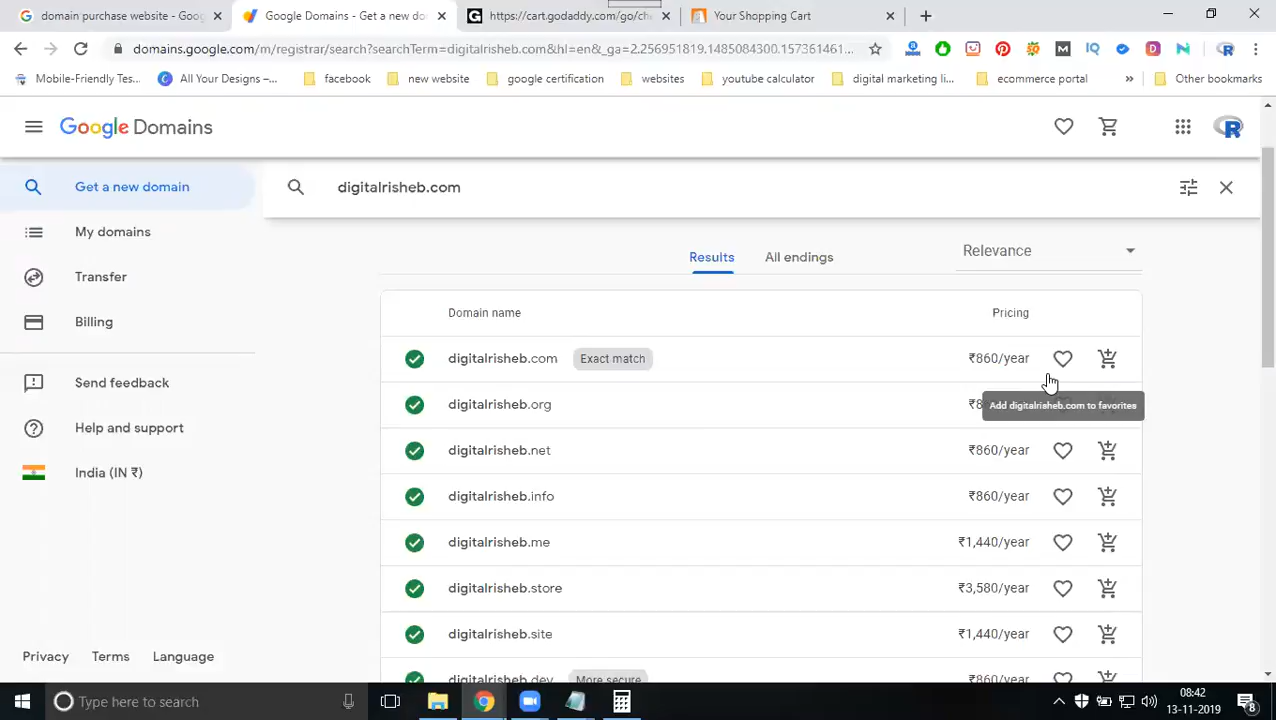 domain purchase website - Goog
Google Domains - Get a new do
https://cart.godaddy.com/go/che
Your Shopping Cart
domains.google.com/m/registrar/search?searchTerm=digitalrisheb.com&hl=en&_ga=2.256951819.1485084300.157361461...
Mobile-Friendly Tes...
All Your Designs –...
facebook
new website
google certification
websites
youtube calculator
digital marketing li...
ecommerce portal
»
Other bookmarks
Google Domains
Get a new domain
digitalrisheb.com
My domains
Transfer
Billing
Send feedback
Help and support
India (IN ₹)
Results
All endings
Relevance
Domain name
Pricing
digitalrisheb.com
Exact match
₹860/year
digitalrisheb.org
₹8
Add digitalrisheb.com to favorites
digitalrisheb.net
₹860/year
digitalrisheb.info
₹860/year
digitalrisheb.me
₹1,440/year
digitalrisheb.store
₹3,580/year
digitalrisheb.site
₹1,440/year
digitalrisheb.dev
More secure
₹860/year
Privacy
Terms
Language
Type here to search
08:42
13-11-2019
8